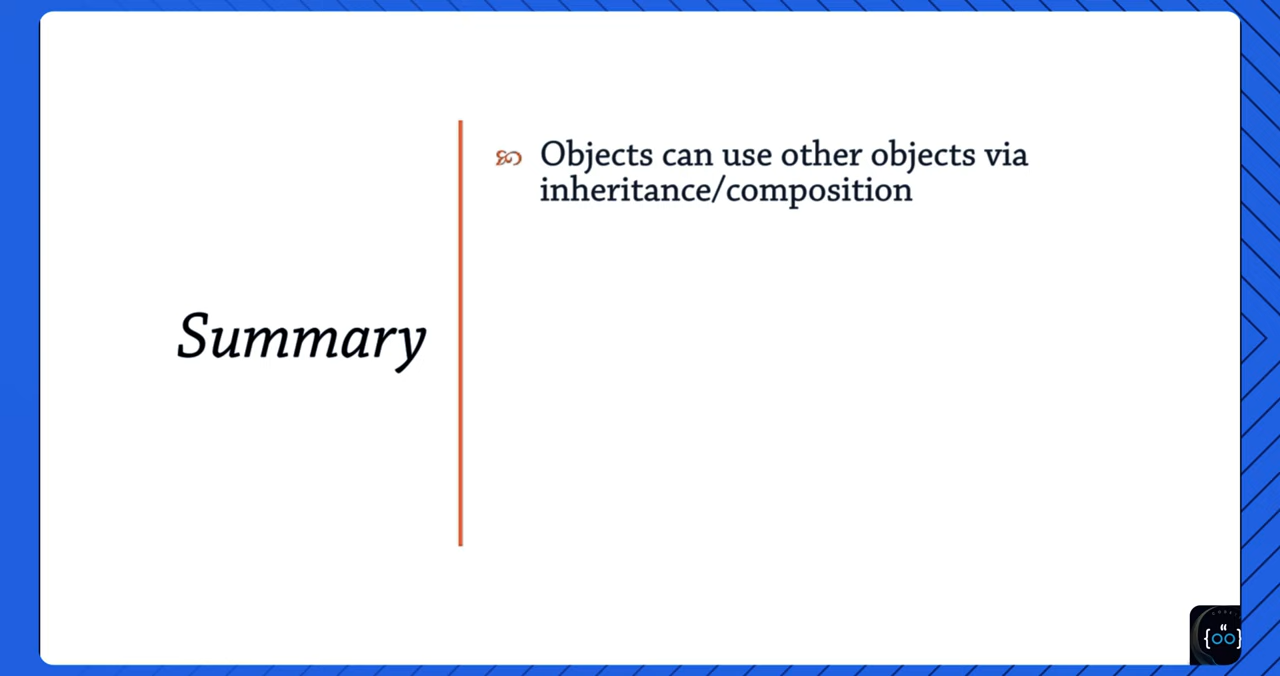 Summary
Objects can use other objects via
inheritance/composition